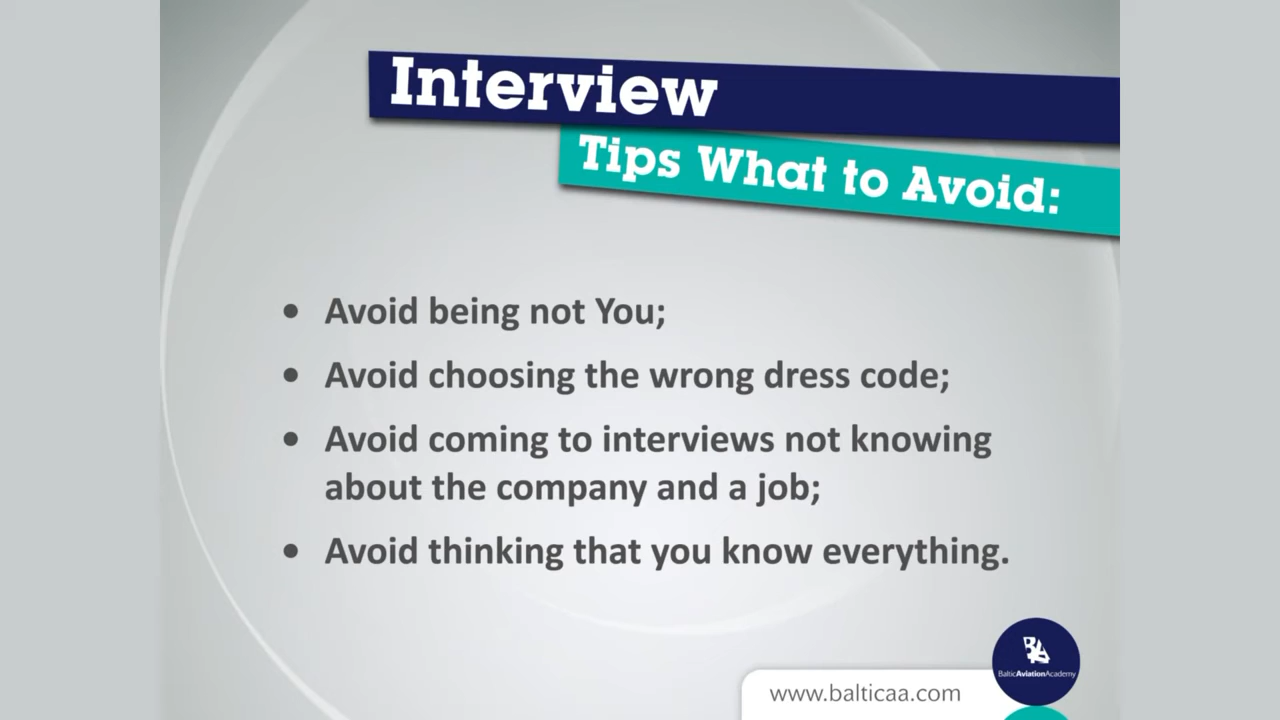 Interview
Tips What to Avoid:
• Avoid being not You;
• Avoid choosing the wrong dress code;
• Avoid coming to interviews not knowing
about the company and a job;
• Avoid thinking that you know everything.
BA
BalticAviationAcademy
www.balticaa.com